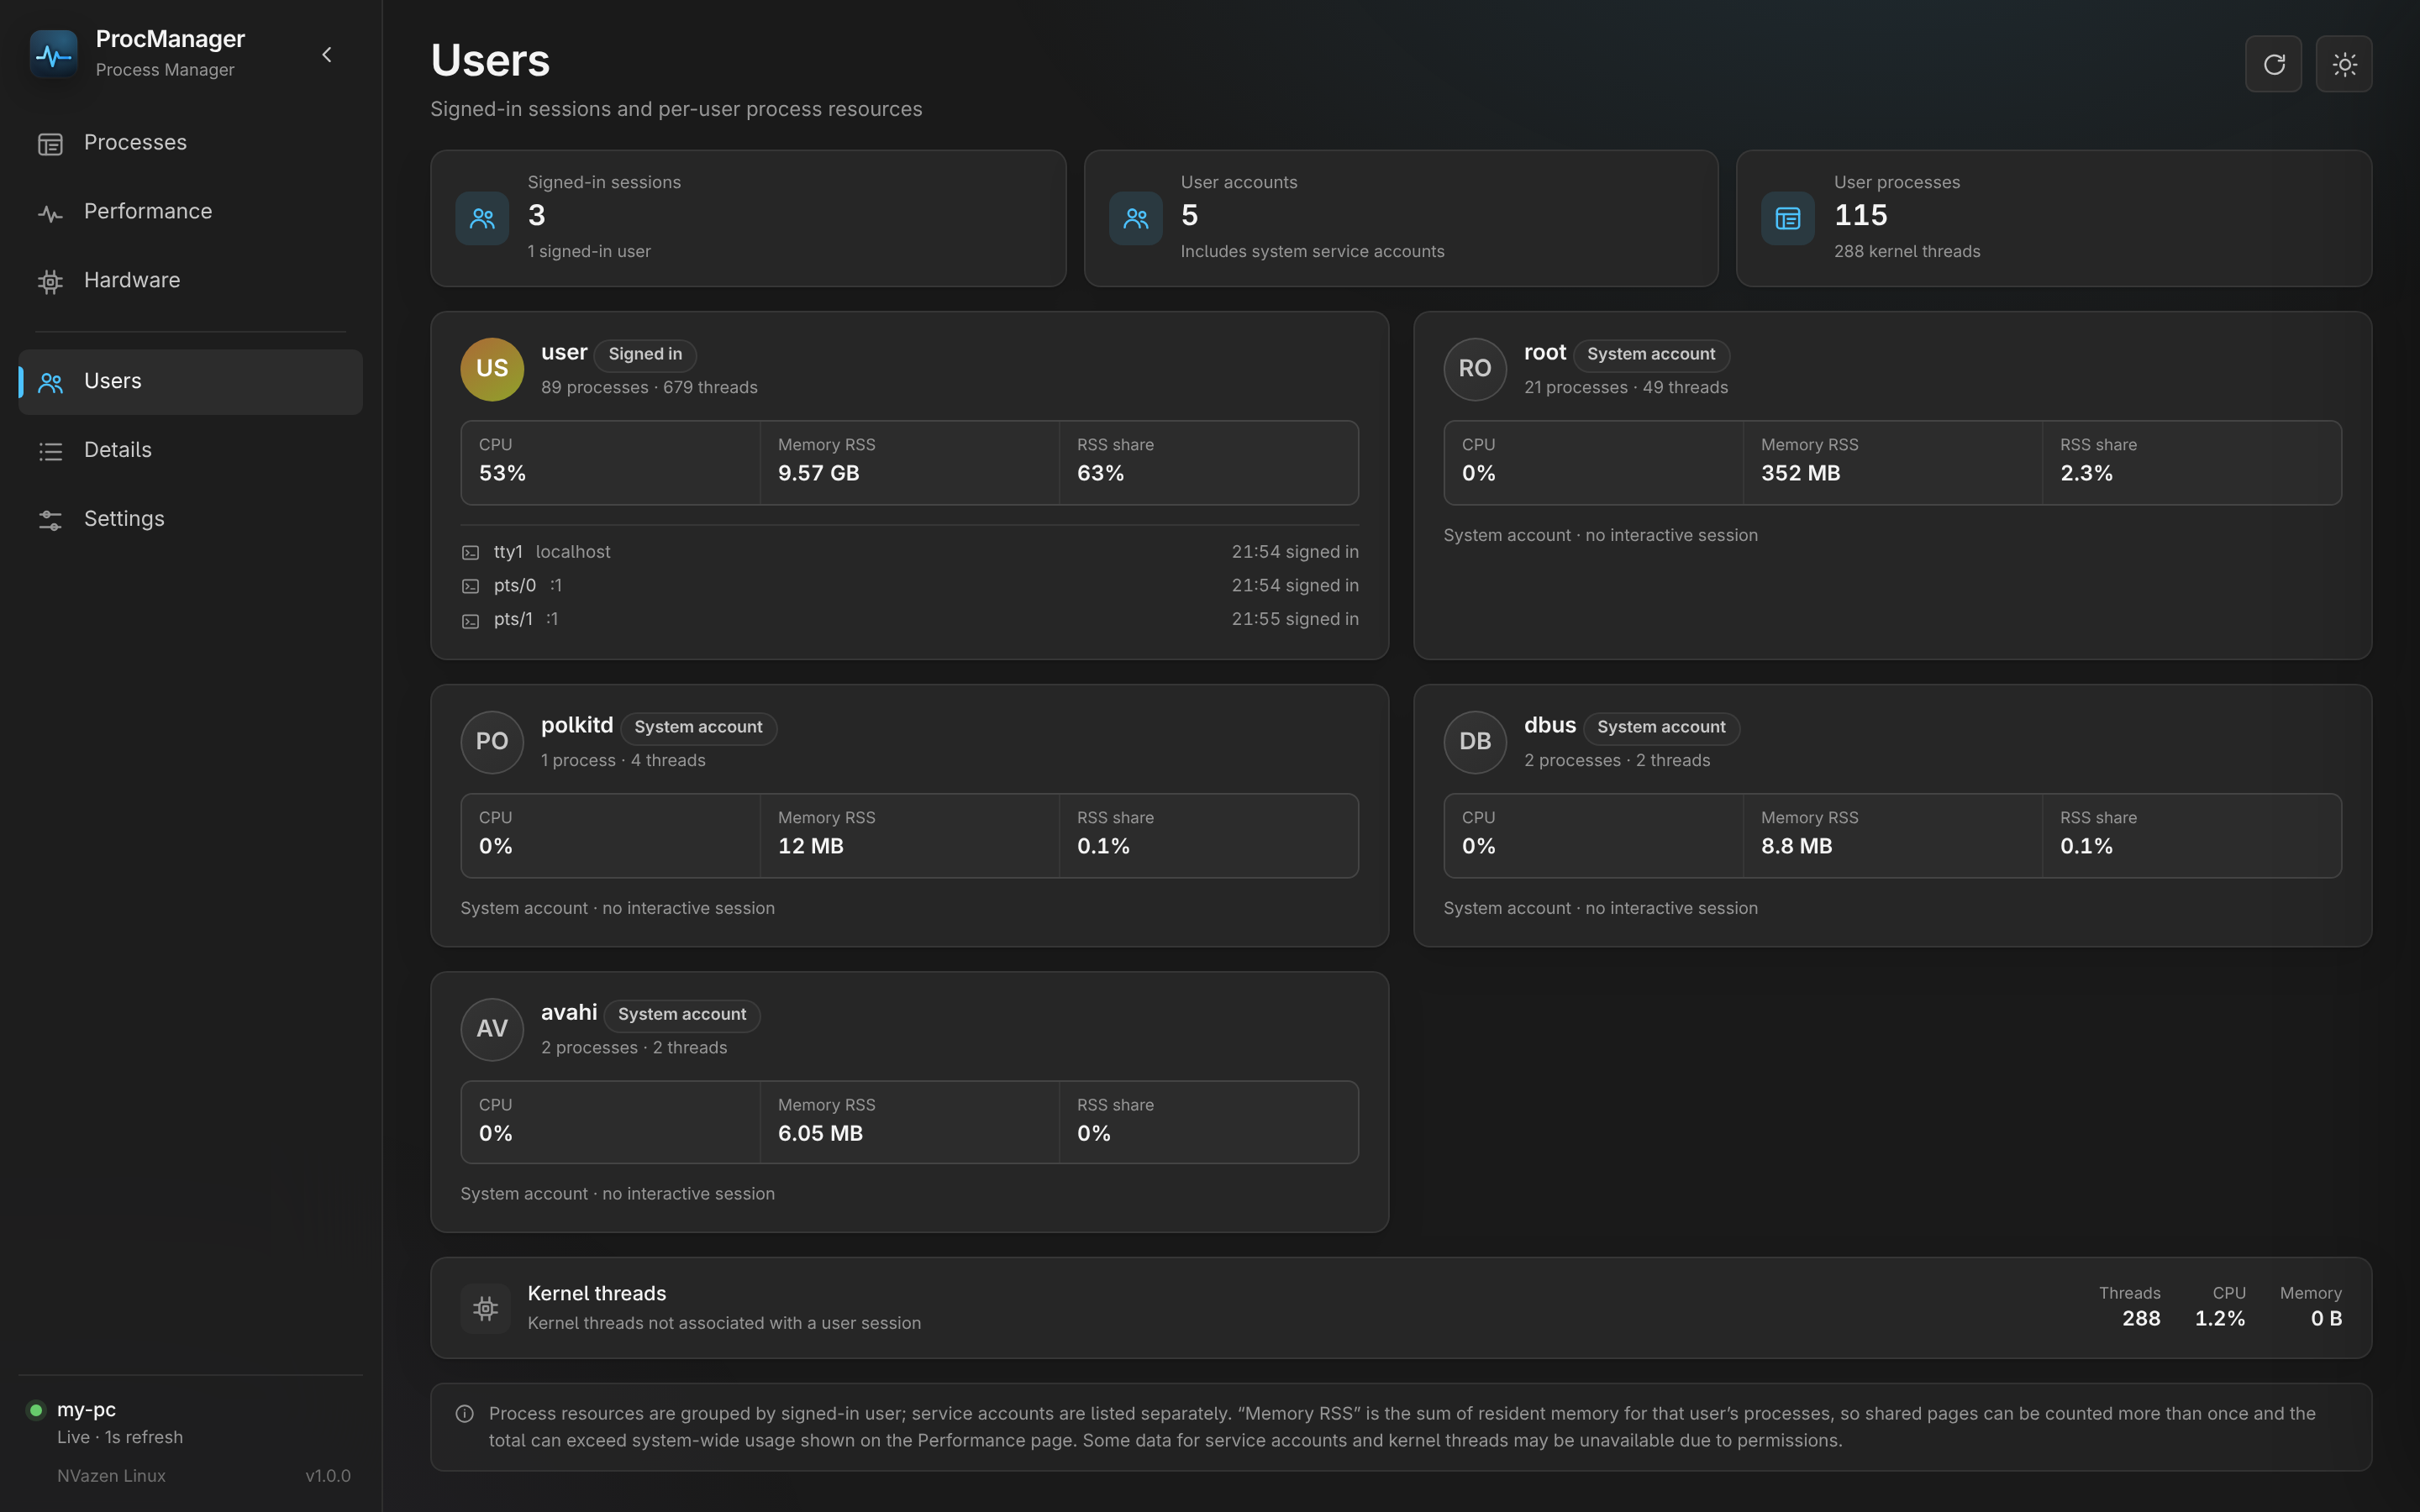 ProcManager
Process Manager
Processes
Performance
Hardware
Users
Details
Settings
my-pc
Live · 1s refresh
NVazen Linux v1.0.0
Users
Signed-in sessions and per-user process resources
Signed-in sessions
3
1 signed-in user
User accounts
5
Includes system service accounts
User processes
115
288 kernel threads
US
user Signed in
89 processes · 679 threads
CPU Memory RSS RSS share
53% 9.57 GB 63%
tty1 localhost 21:54 signed in
pts/0 :1 21:54 signed in
pts/1 :1 21:55 signed in
RO
root System account
21 processes · 49 threads
CPU Memory RSS RSS share
0% 352 MB 2.3%
System account · no interactive session
PO
polkitd System account
1 process · 4 threads
CPU Memory RSS RSS share
0% 12 MB 0.1%
System account · no interactive session
DB
dbus System account
2 processes · 2 threads
CPU Memory RSS RSS share
0% 8.8 MB 0.1%
System account · no interactive session
AV
avahi System account
2 processes · 2 threads
CPU Memory RSS RSS share
0% 6.05 MB 0%
System account · no interactive session
Kernel threads
Kernel threads not associated with a user session
Threads CPU Memory
288 1.2% 0 B
Process resources are grouped by signed-in user; service accounts are listed separately. “Memory RSS” is the sum of resident memory for that user’s processes, so shared pages can be counted more than once and the
total can exceed system-wide usage shown on the Performance page. Some data for service accounts and kernel threads may be unavailable due to permissions.